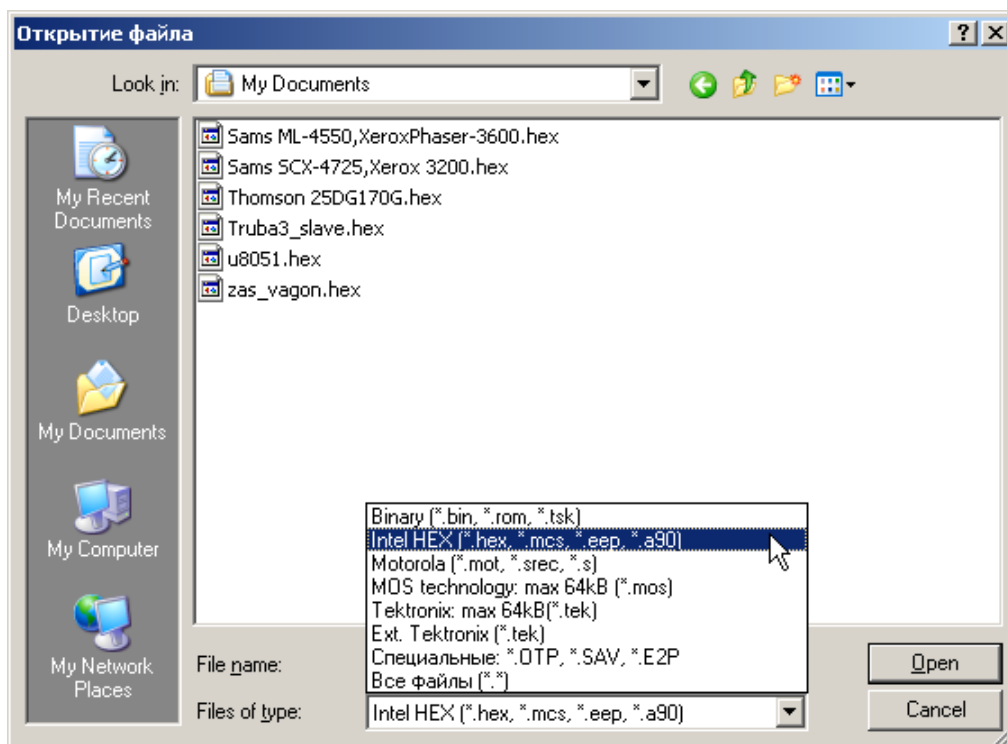 Открытие файла
Look in:
My Documents
Sams ML-4550,XeroxPhaser-3600.hex
Sams SCX-4725,Xerox 3200.hex
Thomson 25DG170G.hex
Truba3_slave.hex
u8051.hex
zas_vagon.hex
My Recent
Documents
Desktop
My Documents
My Computer
My Network
Places
Binary (*.bin, *.rom, *.tsk)
Intel HEX (*.hex, *.mcs, *.eep, *.a90)
Motorola (*.mot, *.srec, *.s)
MOS technology: max 64kB (*.mos)
Tektronix: max 64kB(*.tek)
Ext. Tektronix (*.tek)
Специальные: *.OTP, *.SAV, *.E2P
Все файлы (*.*)
File name:
Open
Files of type:
Intel HEX (*.hex, *.mcs, *.eep, *.a90)
Cancel